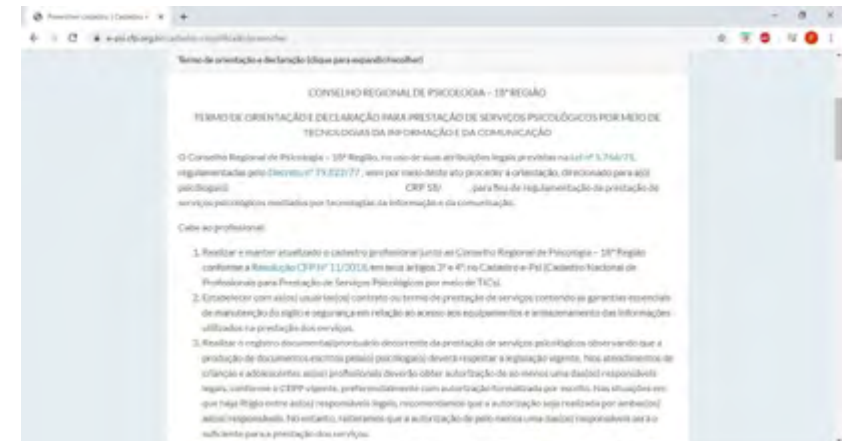 Preencher cadastro | Cadastro e
e-psi.cfp.org.br
Termo de orientação e declaração (clique para expandir/recolher)
CONSELHO REGIONAL DE PSICOLOGIA – 18ª REGIÃO
TERMO DE ORIENTAÇÃO E DECLARAÇÃO PARA PRESTAÇÃO DE SERVIÇOS PSICOLÓGICOS POR MEIO DE
TECNOLOGIAS DA INFORMAÇÃO E DA COMUNICAÇÃO
O Conselho Regional de Psicologia – 18ª Região, no uso de suas atribuições legais previstas na Lei nº 5.766/71,
regulamentadas pelo Decreto nº 79.822/77, vem por meio deste ato proceder à orientação, direcionado para a(o)
psicóloga(o) CRP 18/ , para fins de regulamentação da prestação de
serviços psicológicos mediados por tecnologias da informação e da comunicação.
Cabe ao profissional:
1. Realizar e manter atualizado o cadastro profissional junto ao Conselho Regional de Psicologia – 18ª Região
conforme a Resolução CFP Nº 11/2018, em seus artigos 3º e 4º; no Cadastro e-Psi (Cadastro Nacional de
Profissionais para Prestação de Serviços Psicológicos por meio de TICs).
2. Estabelecer com as(os) usuárias(os) contrato ou termo de prestação de serviços contendo as garantias essenciais
de manutenção do sigilo e segurança em relação ao acesso aos equipamentos e armazenamento das informações
utilizados na prestação dos serviços.
3. Realizar o registro documental/prontuário decorrente da prestação de serviços psicológicos observando que a
produção de documentos escritos pela(o) psicóloga(o) deverá respeitar a legislação vigente. Nos atendimentos de
crianças e adolescentes as(os) profissionais deverão obter autorização de ao menos uma das(os) responsáveis
legais, conforme o CEPP vigente, preferencialmente com autorização formalizada por escrito. Nas situações em
que haja litígio entre as(os) responsáveis legais, recomendamos que a autorização seja realizada por ambas(os)
as(os) responsáveis. No entanto, reiteramos que a autorização de pelo menos uma das(os) responsáveis será o
suficiente para a prestação dos serviços.